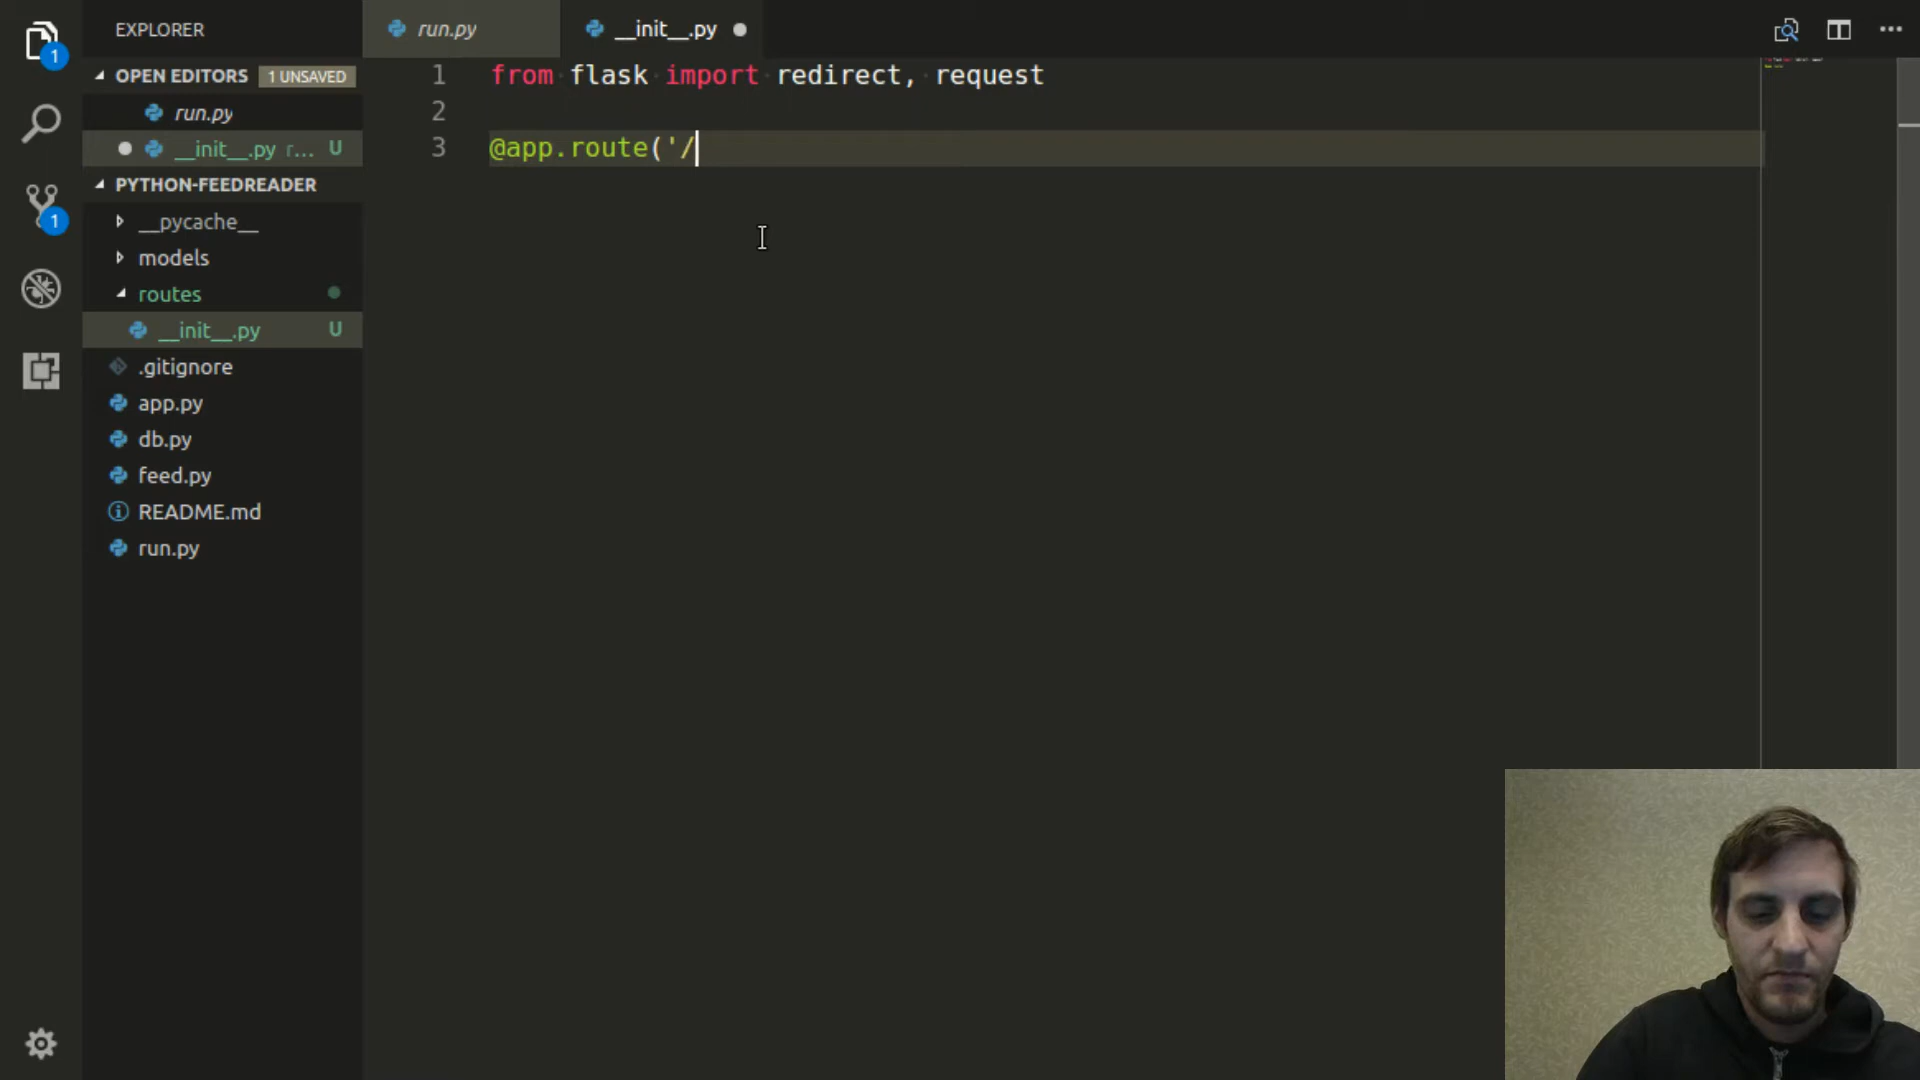 EXPLORER
OPEN EDITORS 1 UNSAVED
run.py
__init__.py r... U
PYTHON-FEEDREADER
__pycache__
models
routes
__init__.py U
.gitignore
app.py
db.py
feed.py
README.md
run.py
1
1
run.py
__init__.py
1 from flask import redirect, request
2
3 @app.route('/